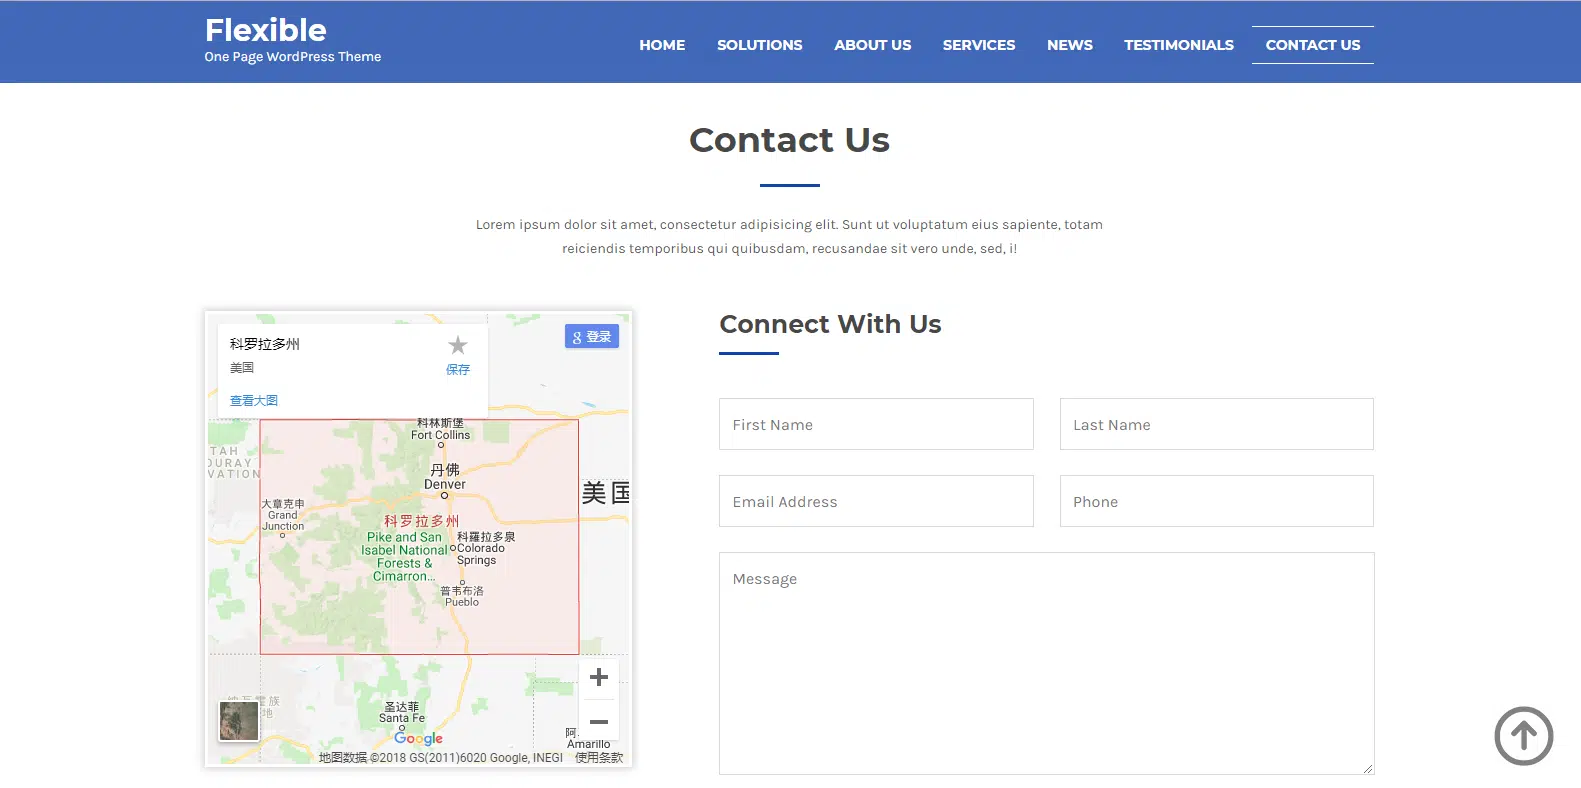 Flexible
One Page WordPress Theme
HOME
SOLUTIONS
ABOUT US
SERVICES
NEWS
TESTIMONIALS
CONTACT US
Contact Us
Lorem ipsum dolor sit amet, consectetur adipisicing elit. Sunt ut voluptatum eius sapiente, totam
reiciendis temporibus qui quibusdam, recusandae sit vero unde, sed, i!
科罗拉多州
美国
保存
查看大图
登录
科林斯堡
Fort Collins
TAH
OURAY
VATION
丹佛
Denver
美国
大章克申
Grand
Junction
科罗拉多州
Pike and San
Isabel National
Forests &
Cimarron...
科羅拉多泉
Colorado
Springs
普韦布洛
Pueblo
圣达菲
Santa Fe
Google
Amarillo
地图数据 ©2018 GS(2011)6020 Google, INEGI
使用条款
Connect With Us
First Name
Last Name
Email Address
Phone
Message